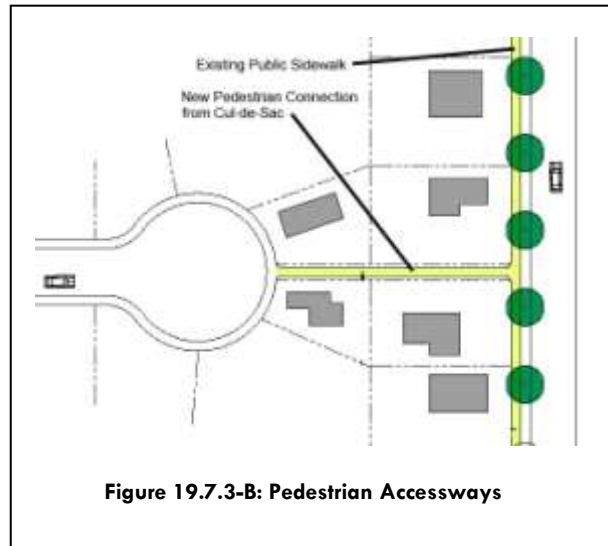 Existing Public Sidewalk
New Pedestrian Connection
from Cul-de-Sac
Figure 19.7.3-B: Pedestrian Accessways